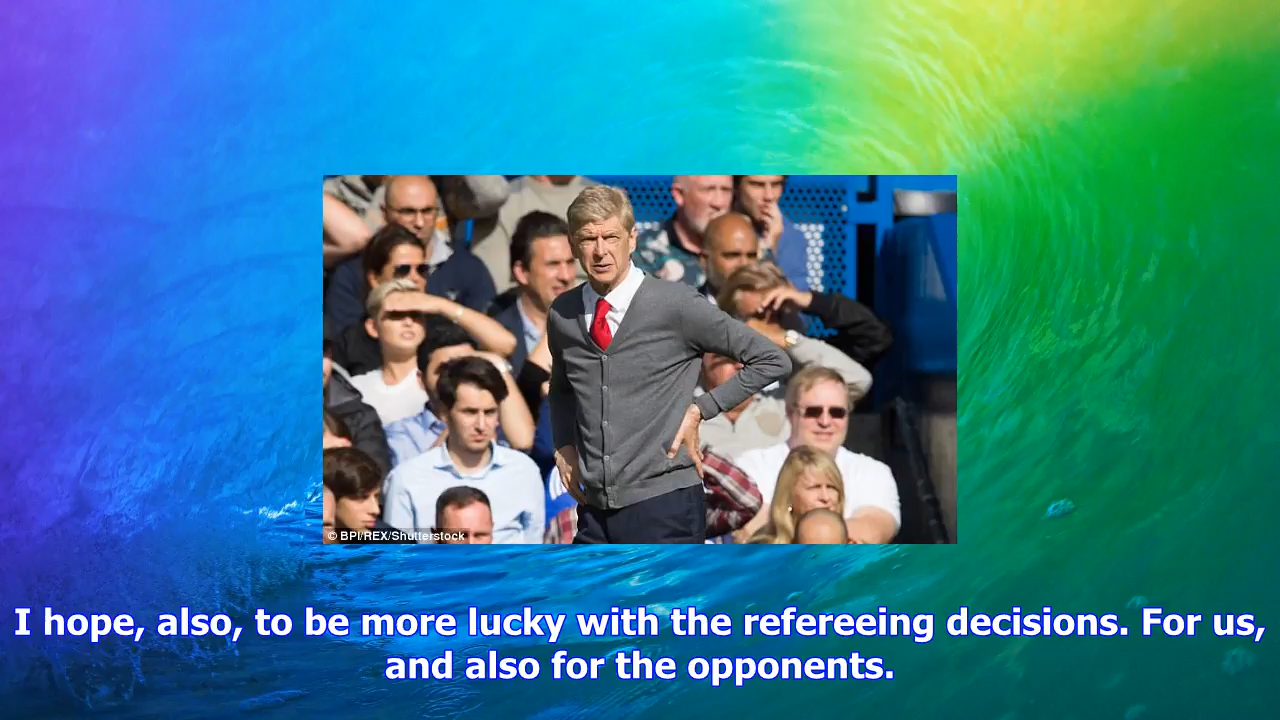 © BPI/REX/Shutterstock
I hope, also, to be more lucky with the refereeing decisions. For us,
and also for the opponents.